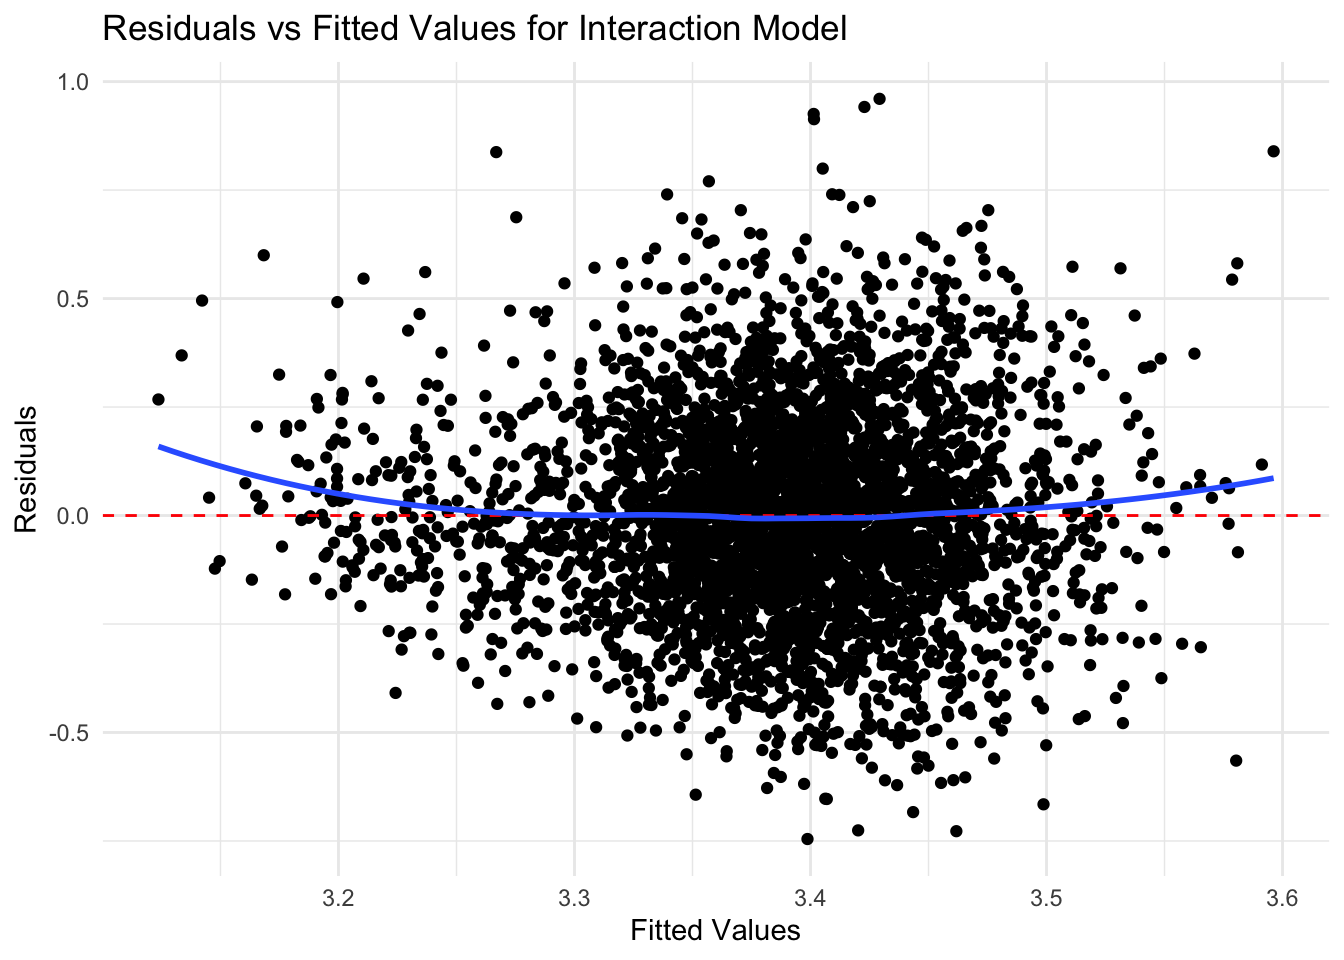 Residuals vs Fitted Values for Interaction Model
1.0
0.5
0.0
-0.5
Residuals
3.2 3.3 3.4 3.5 3.6
Fitted Values